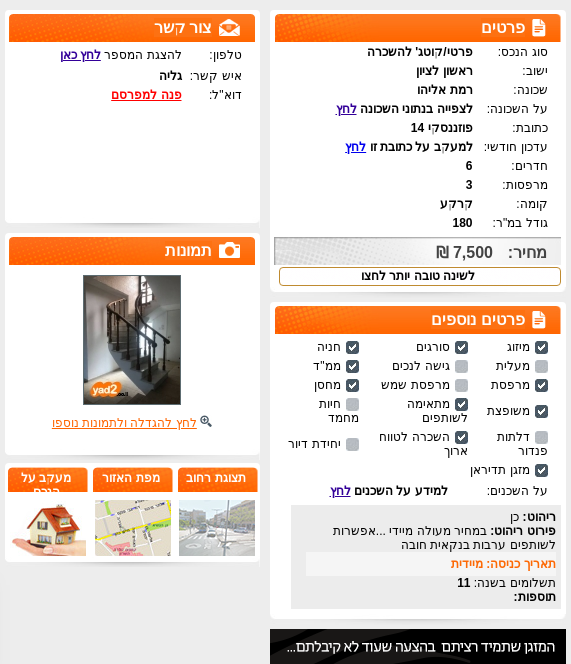 פרטים
סוג הנכס: פרטי/קוטג' להשכרה
ישוב: ראשון לציון
שכונה: רמת אליהו
על השכונה: לצפייה בנתוני השכונה לחץ
כתובת: פוזננסקי 14
עדכון חודשי: למעקב על כתובת זו לחץ
חדרים: 6
מרפסות: 3
קומה: קרקע
גודל במ"ר: 180
מחיר: 7,500 ₪
לשינה טובה יותר לחצו
פרטים נוספים
מיזוג סורגים חניה
מעלית גישה לנכים ממ"ד
מרפסת מרפסת שמש מחסן
משופצת מתאימה לשותפים חיות מחמד
דלתות פנדור השכרה לטווח ארוך יחידת דיור
מזגן תדיראן
על השכנים: למידע על השכנים לחץ
ריהוט: כן
פירוט ריהוט: במחיר מעולה מיידי ...אפשרות
לשותפים ערבות בנקאית חובה
תאריך כניסה: מיידית
תשלומים בשנה: 11
תוספות:
המזגן שתמיד רציתם בהצעה שעוד לא קיבלתם...
צור קשר
טלפון: להצגת המספר לחץ כאן
איש קשר: גליה
דוא"ל: פנה למפרסם
תמונות
yad2
לחץ להגדלה ולתמונות נוספו
תצוגת רחוב
מפת האזור
מעקב על
הנכס